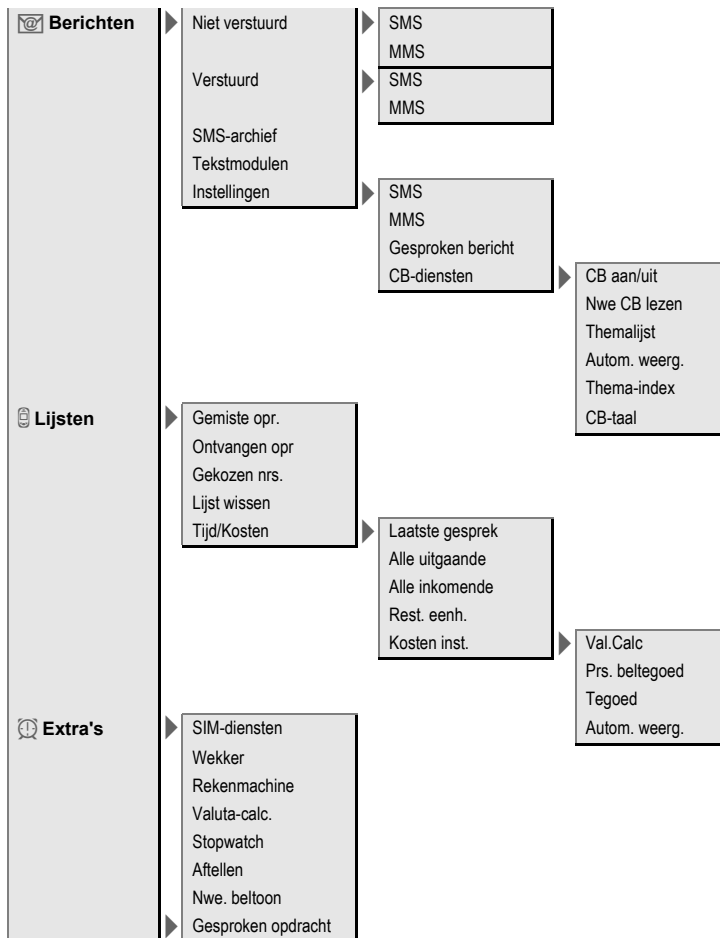 Berichten
Niet verstuurd
SMS
MMS
Verstuurd
SMS
MMS
SMS-archief
Tekstmodulen
Instellingen
SMS
MMS
Gesproken bericht
CB-diensten
CB aan/uit
Nwe CB lezen
Themalijst
Autom. weerg.
Thema-index
CB-taal
Lijsten
Gemiste opr.
Ontvangen opr
Gekozen nrs.
Lijst wissen
Tijd/Kosten
Laatste gesprek
Alle uitgaande
Alle inkomende
Rest. eenh.
Kosten inst.
Val.Calc
Prs. beltegoed
Tegoed
Autom. weerg.
Extra's
SIM-diensten
Wekker
Rekenmachine
Valuta-calc.
Stopwatch
Aftellen
Nwe. beltoon
Gesproken opdracht